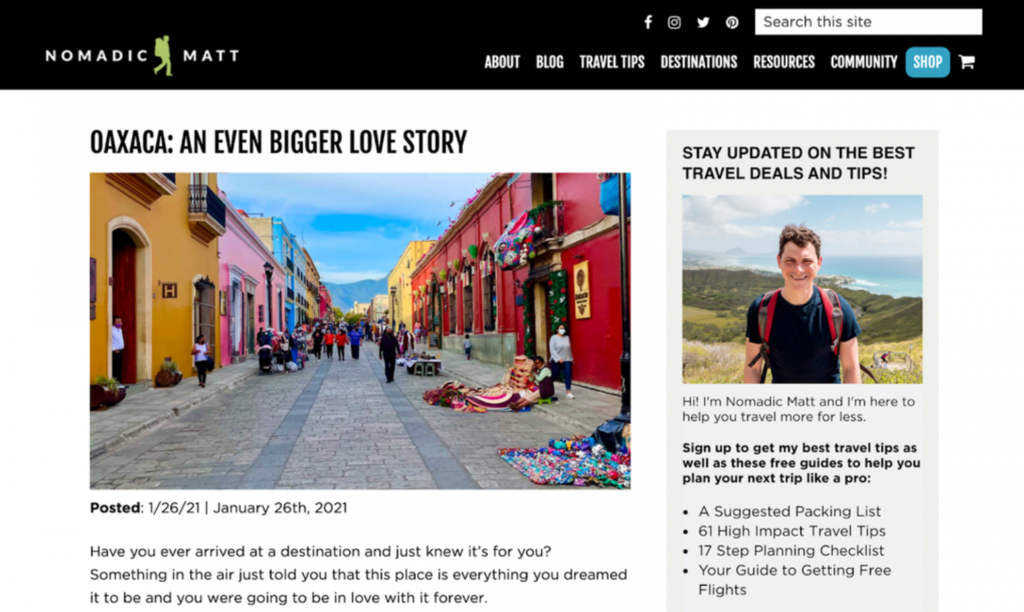 Search this site
NOMADIC MATT
ABOUT BLOG TRAVEL TIPS DESTINATIONS RESOURCES COMMUNITY SHOP
OAXACA: AN EVEN BIGGER LOVE STORY
H
Posted: 1/26/21 | January 26th, 2021
Have you ever arrived at a destination and just knew it’s for you?
Something in the air just told you that this place is everything you dreamed
it to be and you were going to be in love with it forever.
STAY UPDATED ON THE BEST
TRAVEL DEALS AND TIPS!
Hi! I'm Nomadic Matt and I'm here to
help you travel more for less.
Sign up to get my best travel tips as
well as these free guides to help you
plan your next trip like a pro:
• A Suggested Packing List
• 61 High Impact Travel Tips
• 17 Step Planning Checklist
• Your Guide to Getting Free
Flights